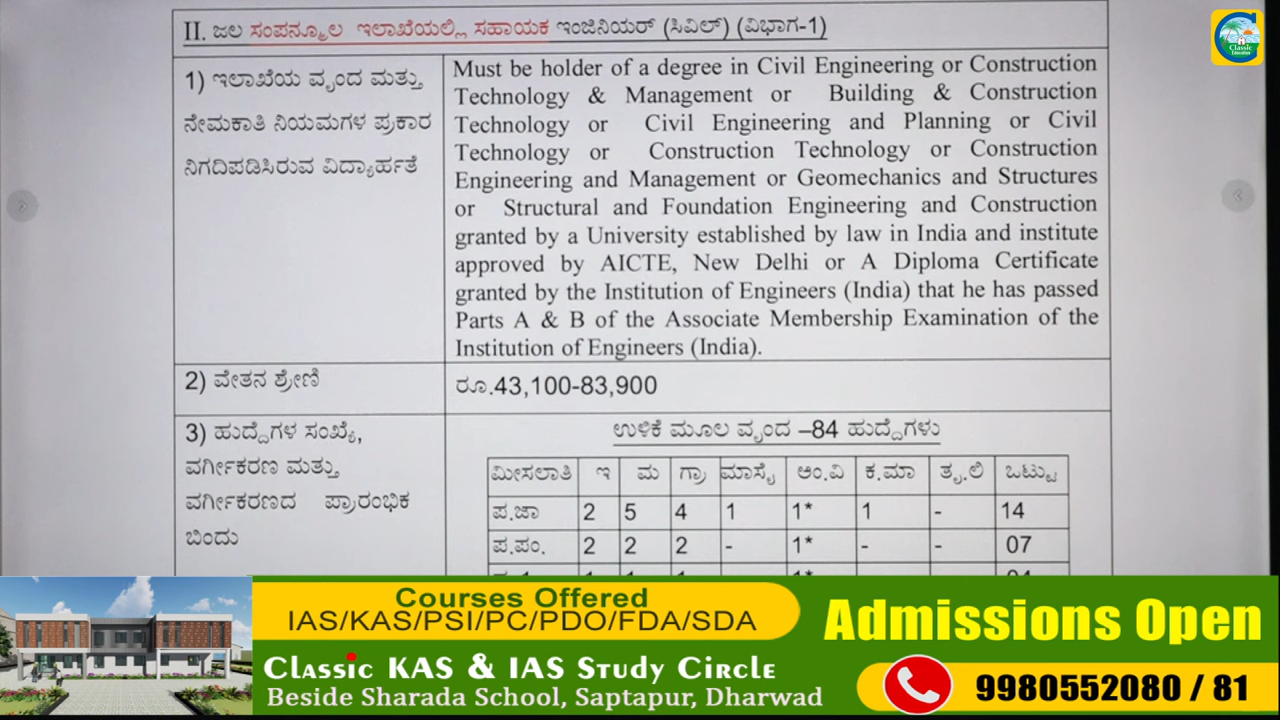 II. ಜಲ ಸಂಪನ್ಮೂಲ ಇಲಾಖೆಯಲ್ಲಿ ಸಹಾಯಕ ಇಂಜಿನಿಯರ್ (ಸಿವಿಲ್) (ವಿಭಾಗ-1)
Classic
Education
1) ಇಲಾಖೆಯ ವೃಂದ ಮತ್ತು
ನೇಮಕಾತಿ ನಿಯಮಗಳ ಪ್ರಕಾರ
ನಿಗದಿಪಡಿಸಿರುವ ವಿದ್ಯಾರ್ಹತೆ
Must be holder of a degree in Civil Engineering or Construction
Technology & Management or Building & Construction
Technology or Civil Engineering and Planning or Civil
Technology or Construction Technology or Construction
Engineering and Management or Geomechanics and Structures
or Structural and Foundation Engineering and Construction
granted by a University established by law in India and institute
approved by AICTE, New Delhi or A Diploma Certificate
granted by the Institution of Engineers (India) that he has passed
Parts A & B of the Associate Membership Examination of the
Institution of Engineers (India).
2) ವೇತನ ಶ್ರೇಣಿ
ರೂ.43,100-83,900
3) ಹುದ್ದೆಗಳ ಸಂಖ್ಯೆ,
ವರ್ಗೀಕರಣ ಮತ್ತು
ವರ್ಗೀಕರಣದ ಪ್ರಾರಂಭಿಕ
ಬಿಂದು
ಉಳಿಕೆ ಮೂಲ ವೃಂದ –84 ಹುದ್ದೆಗಳು
ಮೀಸಲಾತಿ ಇ ಮ ಗ್ರಾ ಮಾಸೈ ಅಂ.ವಿ ಕ.ಮಾ ತೃ.ಲಿ ಒಟ್ಟು
ಪ.ಜಾ 2 5 4 1 1* 1 - 14
ಪ.ಪಂ. 2 2 2 - 1* - - 07
Courses Offered
IAS/KAS/PSI/PC/PDO/FDA/SDA
Classic KAS & IAS Study Circle
Beside Sharada School, Saptapur, Dharwad
Admissions Open
9980552080 / 81